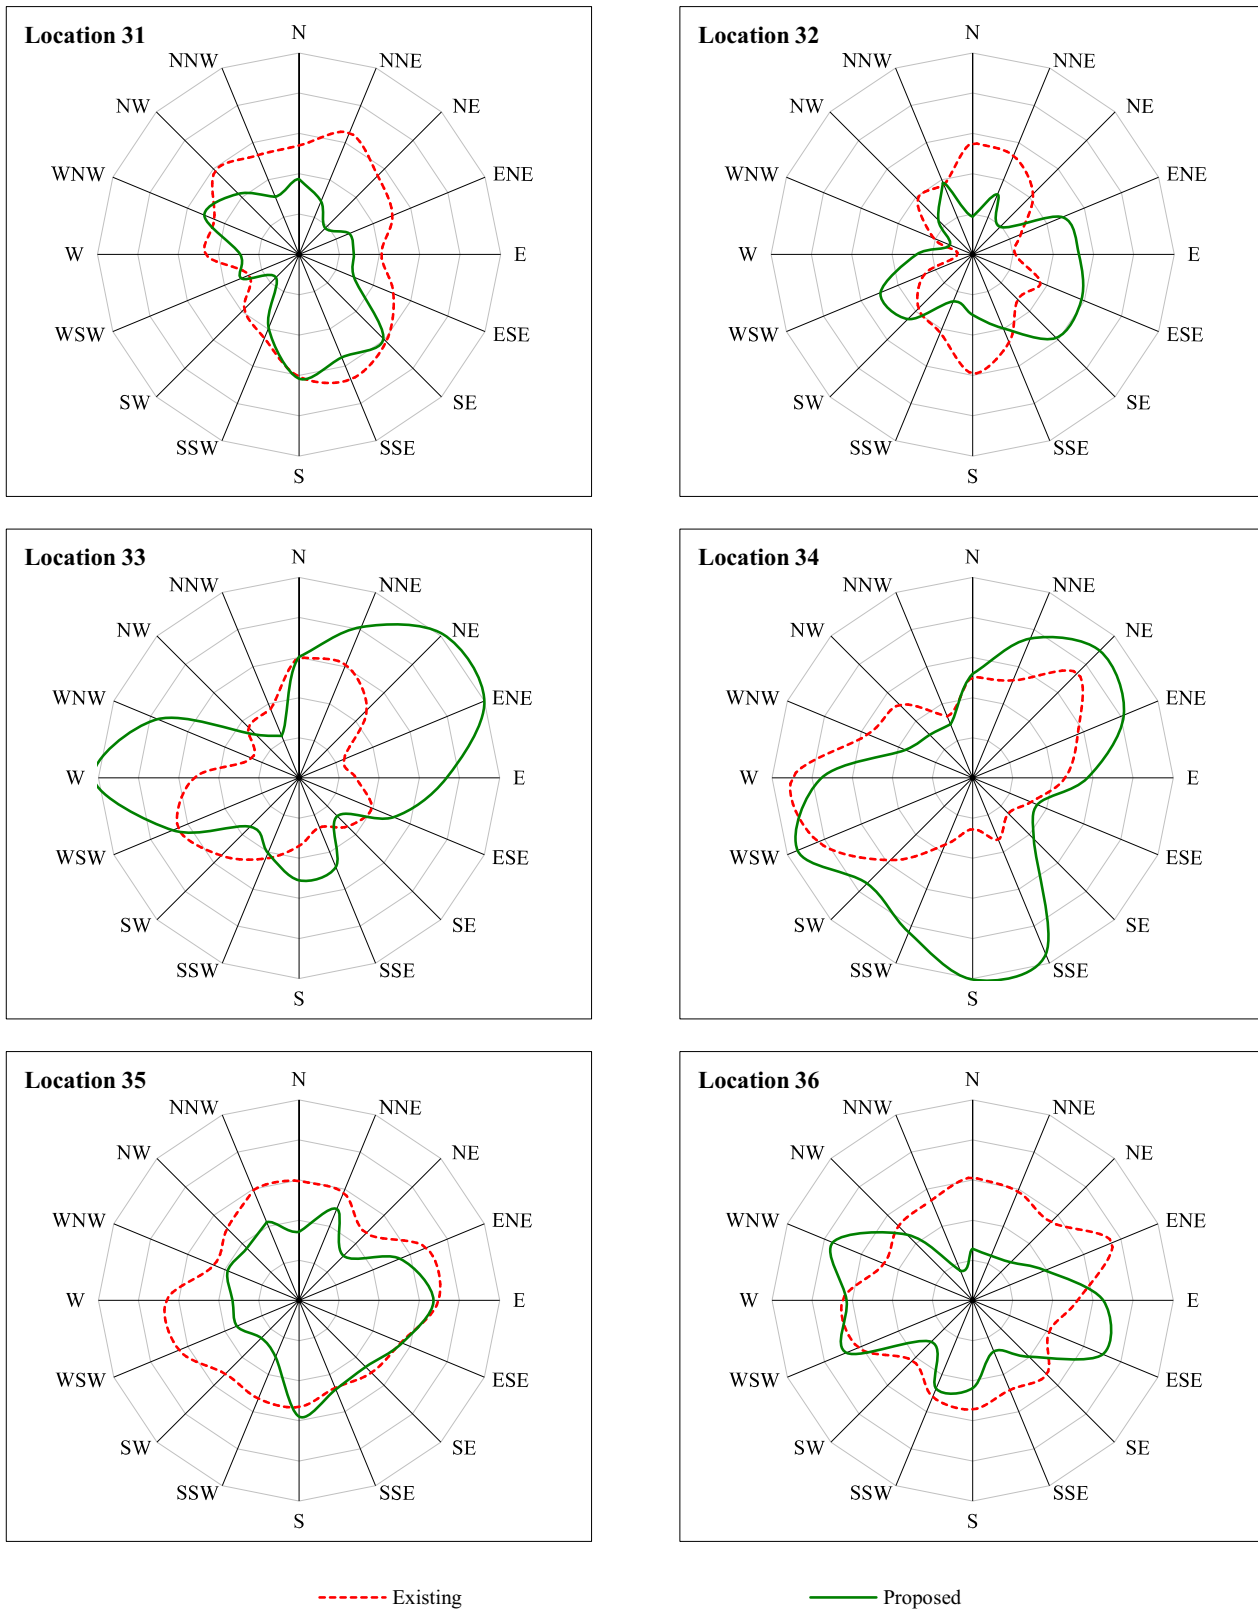 Location 31
N
NNW
NNE
NW
NE
WNW
ENE
W
E
WSW
ESE
SW
SE
SSW
SSE
S
Location 32
N
NNW
NNE
NW
NE
WNW
ENE
W
E
WSW
ESE
SW
SE
SSW
SSE
S
Location 33
N
NNW
NNE
NW
NE
WNW
ENE
W
E
WSW
ESE
SW
SE
SSW
SSE
S
Location 34
N
NNW
NNE
NW
NE
WNW
ENE
W
E
WSW
ESE
SW
SE
SSW
SSE
S
Location 35
N
NNW
NNE
NW
NE
WNW
ENE
W
E
WSW
ESE
SW
SE
SSW
SSE
S
Location 36
N
NNW
NNE
NW
NE
WNW
ENE
W
E
WSW
ESE
SW
SE
SSW
SSE
S
Existing
Proposed